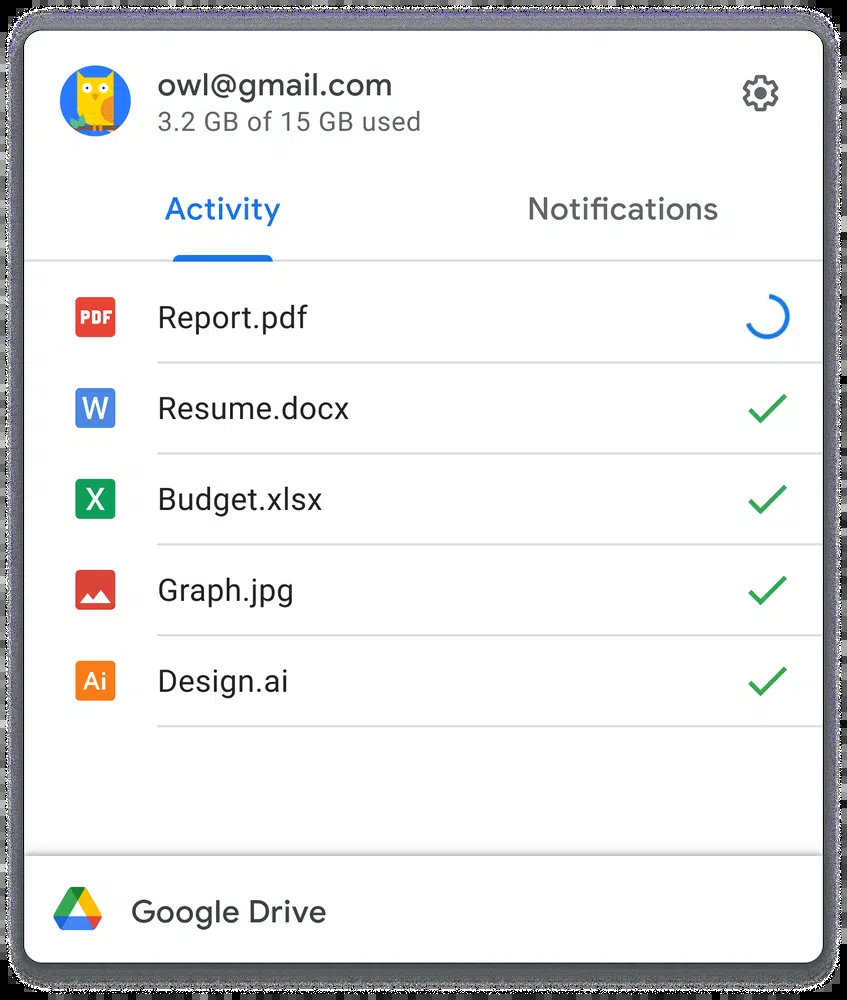 owl@gmail.com
3.2 GB of 15 GB used
Activity Notifications
PDF Report.pdf
W Resume.docx
X Budget.xlsx
Graph.jpg
Ai Design.ai
Google Drive